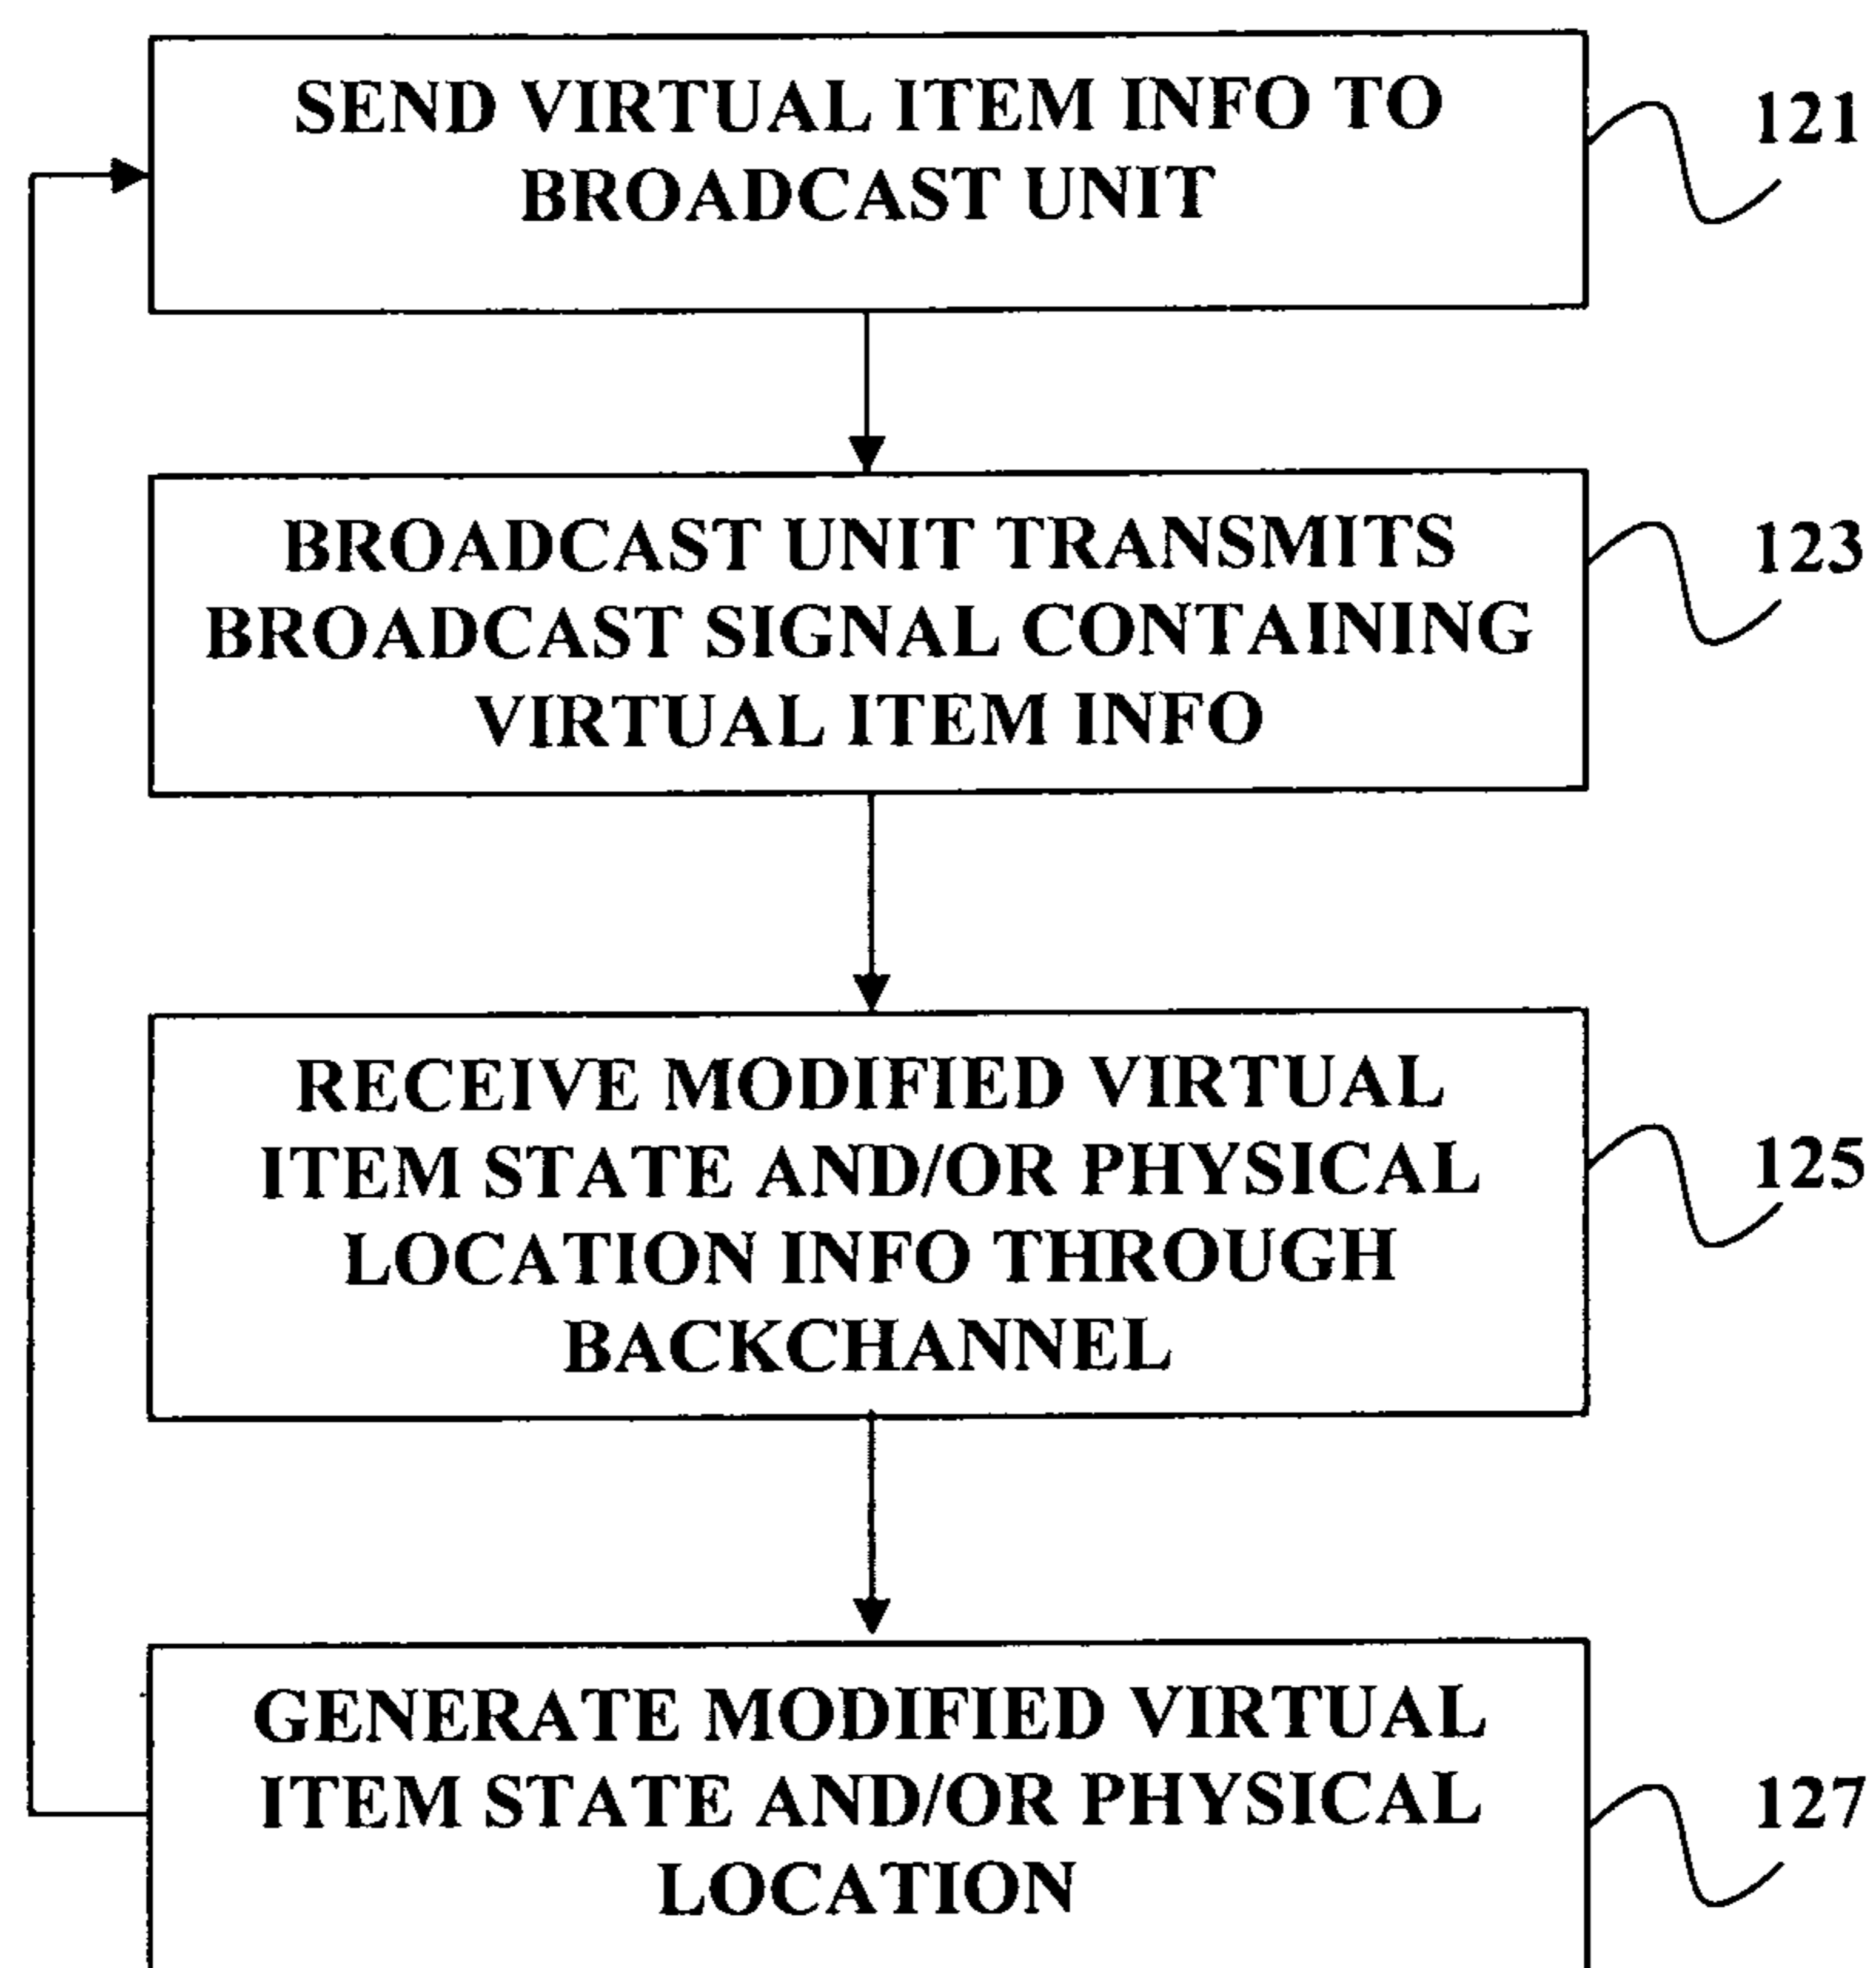 SEND VIRTUAL ITEM INFO TO
BROADCAST UNIT
121
BROADCAST UNIT TRANSMITS
BROADCAST SIGNAL CONTAINING
VIRTUAL ITEM INFO
123
RECEIVE MODIFIED VIRTUAL
ITEM STATE AND/OR PHYSICAL
LOCATION INFO THROUGH
BACKCHANNEL
125
GENERATE MODIFIED VIRTUAL
ITEM STATE AND/OR PHYSICAL
LOCATION
127